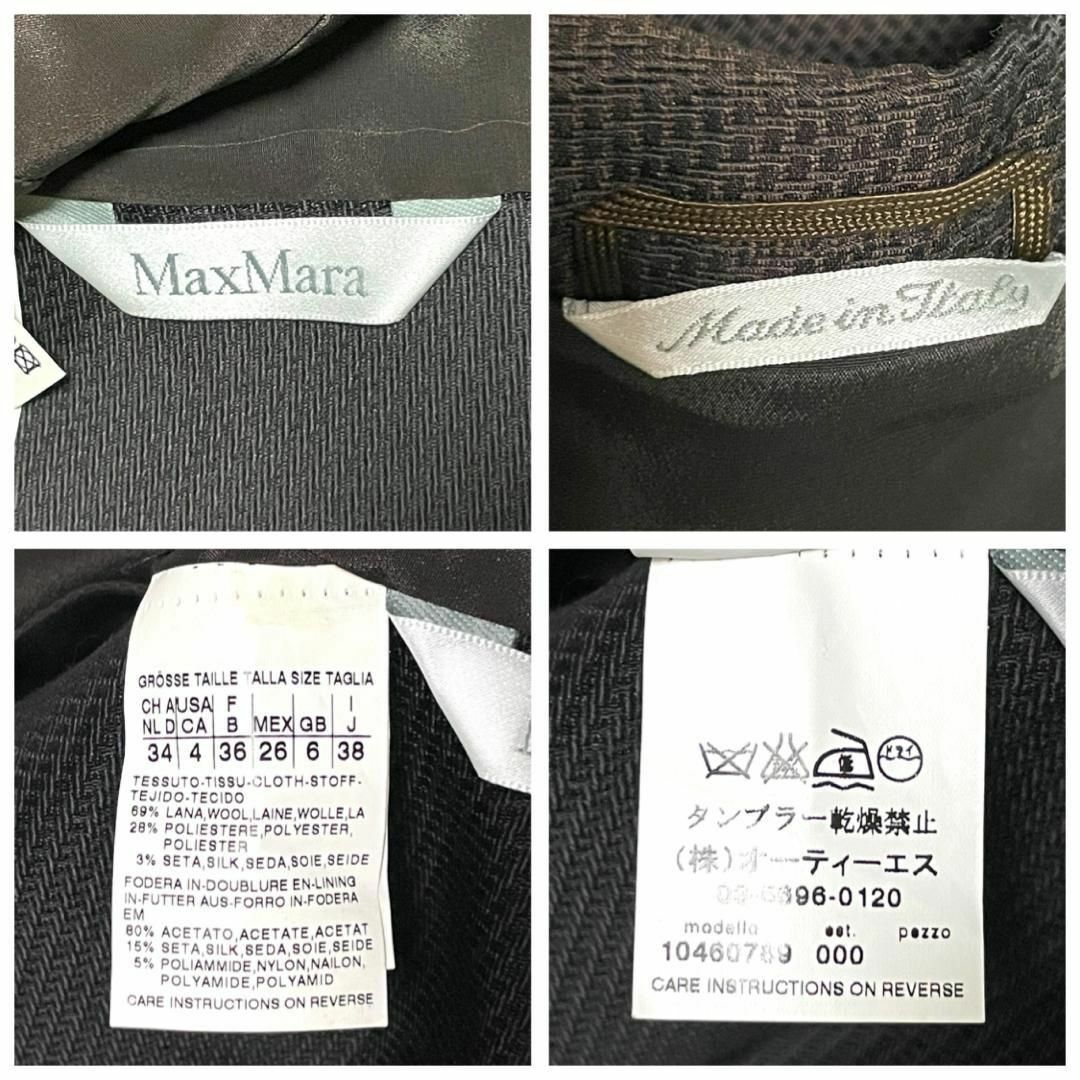 MaxMara
Made in Italy
GRÖSSE TAILLE TALLA SIZE TAGLIA
CH A USA F I
NL D CA B MEX GB J
34 4 36 26 6 38
TESSUTO-TISSU-CLOTH-STOFF-
TEJIDO-TECIDO
69% LANA,WOOL,LAINE,WOLLE,LA
28% POLIESTERE,POLYESTER,
POLIESTER
3% SETA,SILK,SEDA,SOIE,SEIDE
FODERA IN-DOUBLURE EN-LINING
IN-FUTTER AUS-FORRO IN-FODERA
EM
80% ACETATO,ACETATE,ACETAT
15% SETA,SILK,SEDA,SOIE,SEIDE
5% POLIAMMIDE,NYLON,NAILON,
POLYAMIDE,POLYAMID
CARE INSTRUCTIONS ON REVERSE
ドライ
タンブラー乾燥禁止
(株)オーティーエス
modello est. pezzo
10460789 000
CARE INSTRUCTIONS ON REVERSE